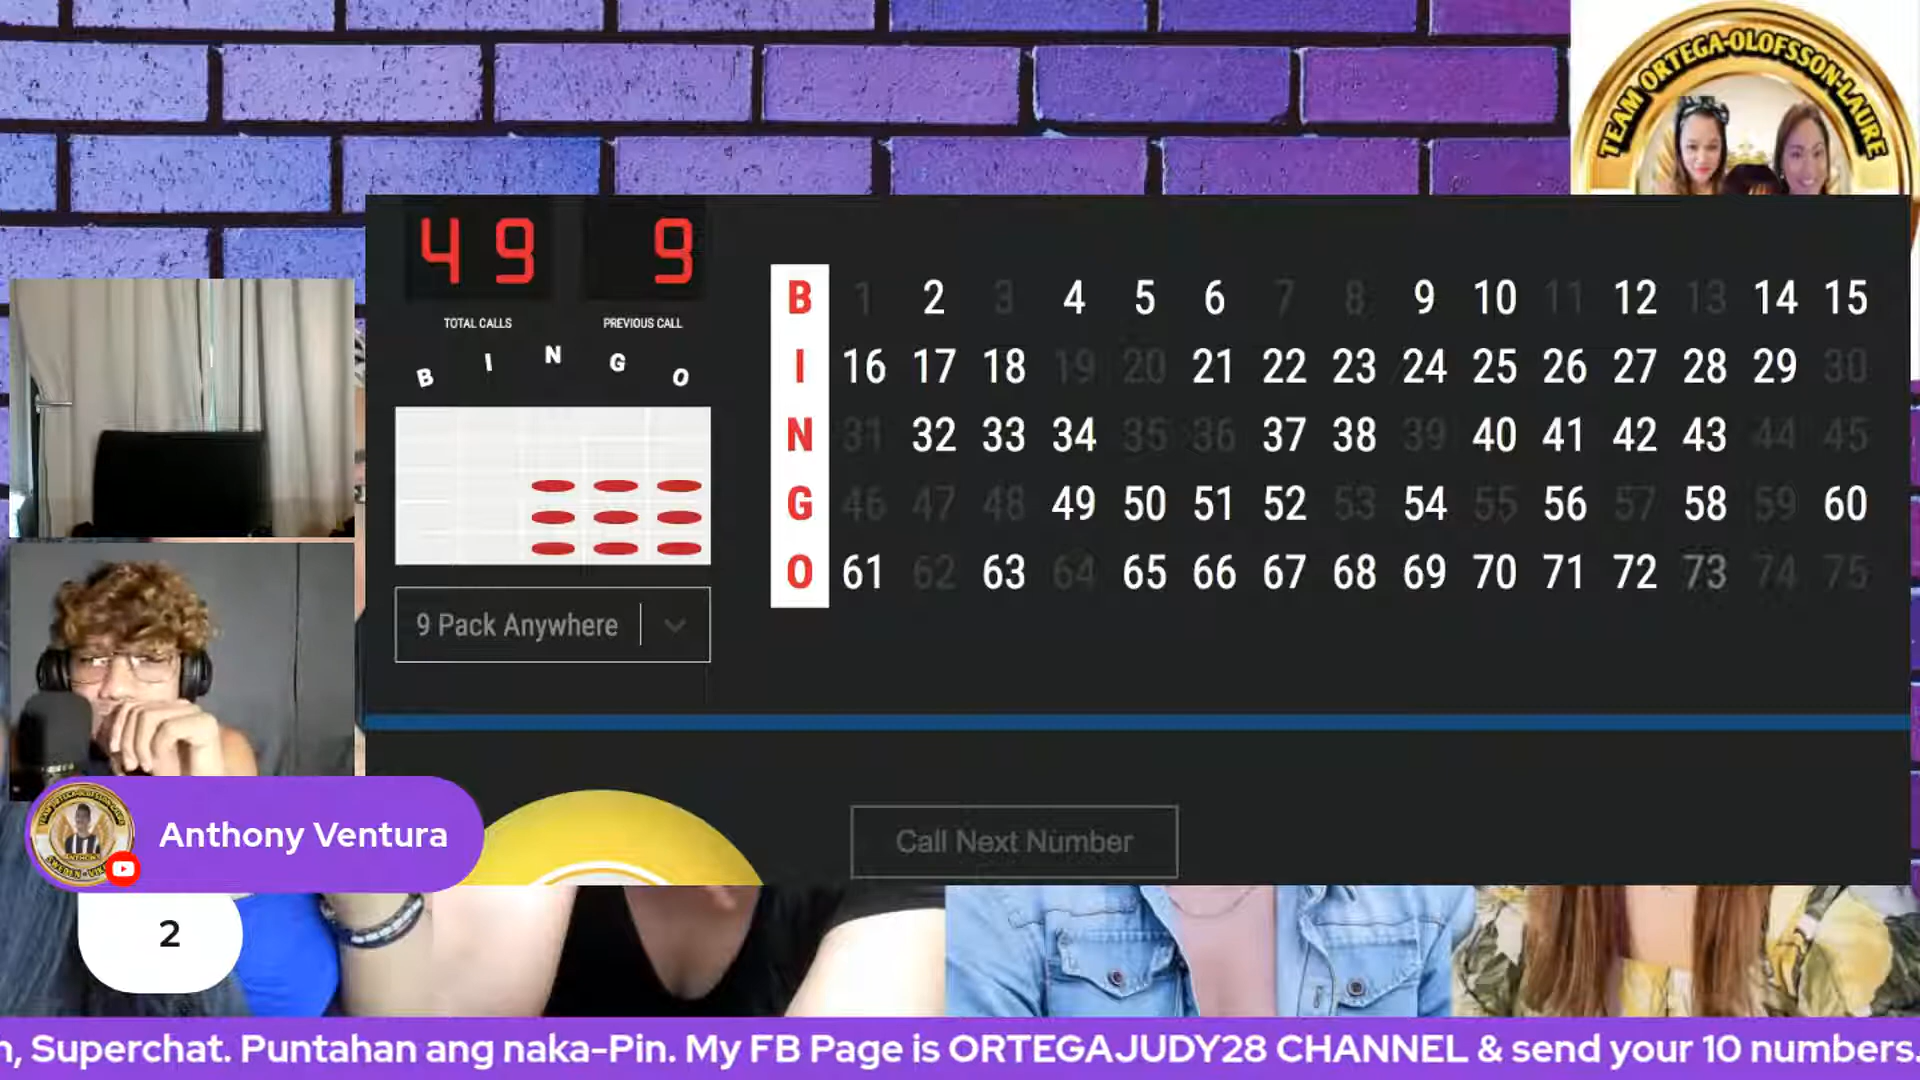 TEAM ORTEGA-OLOFSSON-LAURE
49 9
TOTAL CALLS PREVIOUS CALL
B I N G O
B 1 2 3 4 5 6 7 8 9 10 11 12 13 14 15
I 16 17 18 19 20 21 22 23 24 25 26 27 28 29 30
N 31 32 33 34 35 36 37 38 39 40 41 42 43 44 45
G 46 47 48 49 50 51 52 53 54 55 56 57 58 59 60
O 61 62 63 64 65 66 67 68 69 70 71 72 73 74 75
9 Pack Anywhere
Call Next Number
Anthony Ventura
2
n, Superchat. Puntahan ang naka-Pin. My FB Page is ORTEGAJUDY28 CHANNEL & send your 10 numbers.